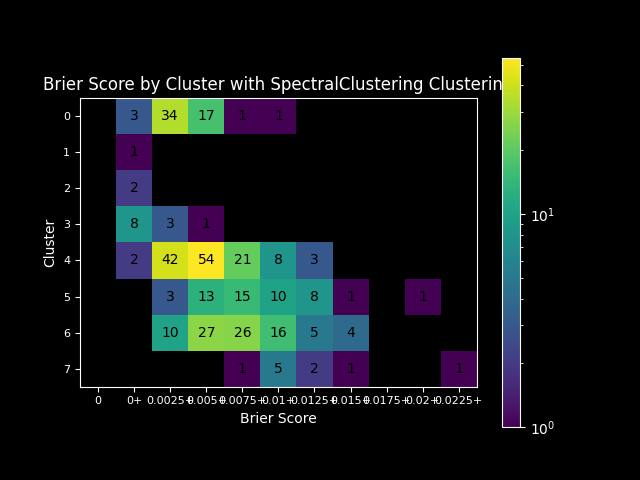 Brier Score by Cluster with SpectralClustering Clusterin
0 3 34 17 1 1
1 1
2 2
3 8 3 1
4 2 42 54 21 8 3
5 3 13 15 10 8 1 1
6 10 27 26 16 5 4
7 1 5 2 1 1
0 0+ 0.0025+ 0.005+ 0.0075+ 0.01+ 0.0125+ 0.015+ 0.0175+ 0.02+ 0.0225+
Brier Score
Cluster
10¹
10⁰